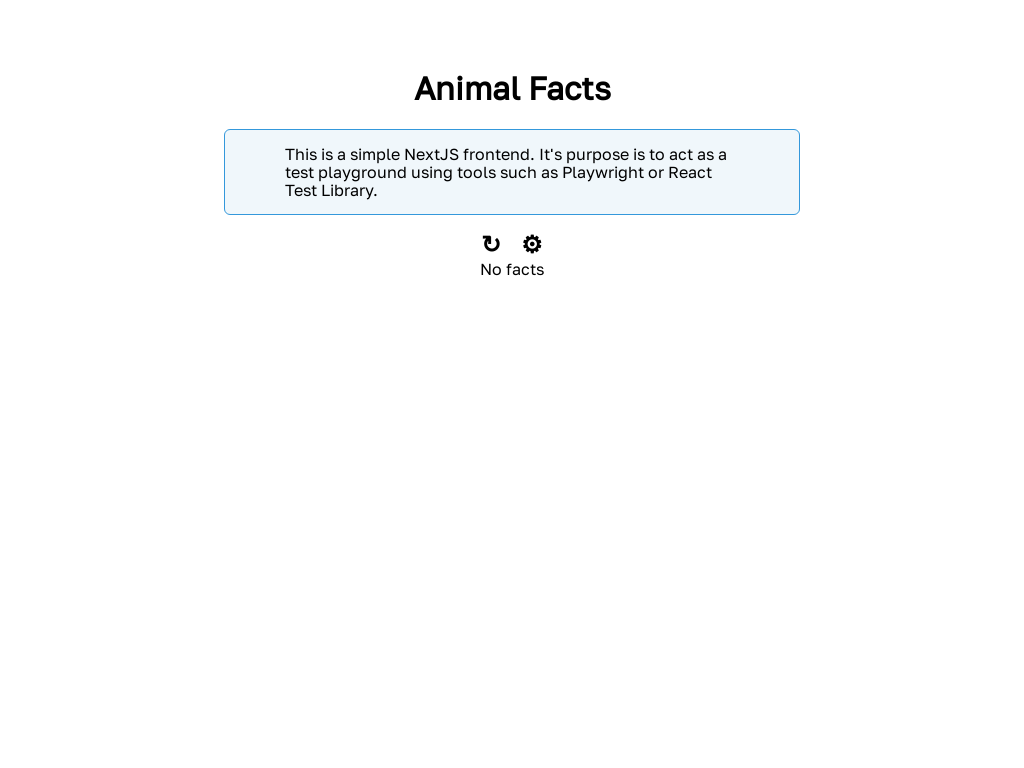 Animal Facts
This is a simple NextJS frontend. It's purpose is to act as a
test playground using tools such as Playwright or React
Test Library.
↻ ⚙
No facts